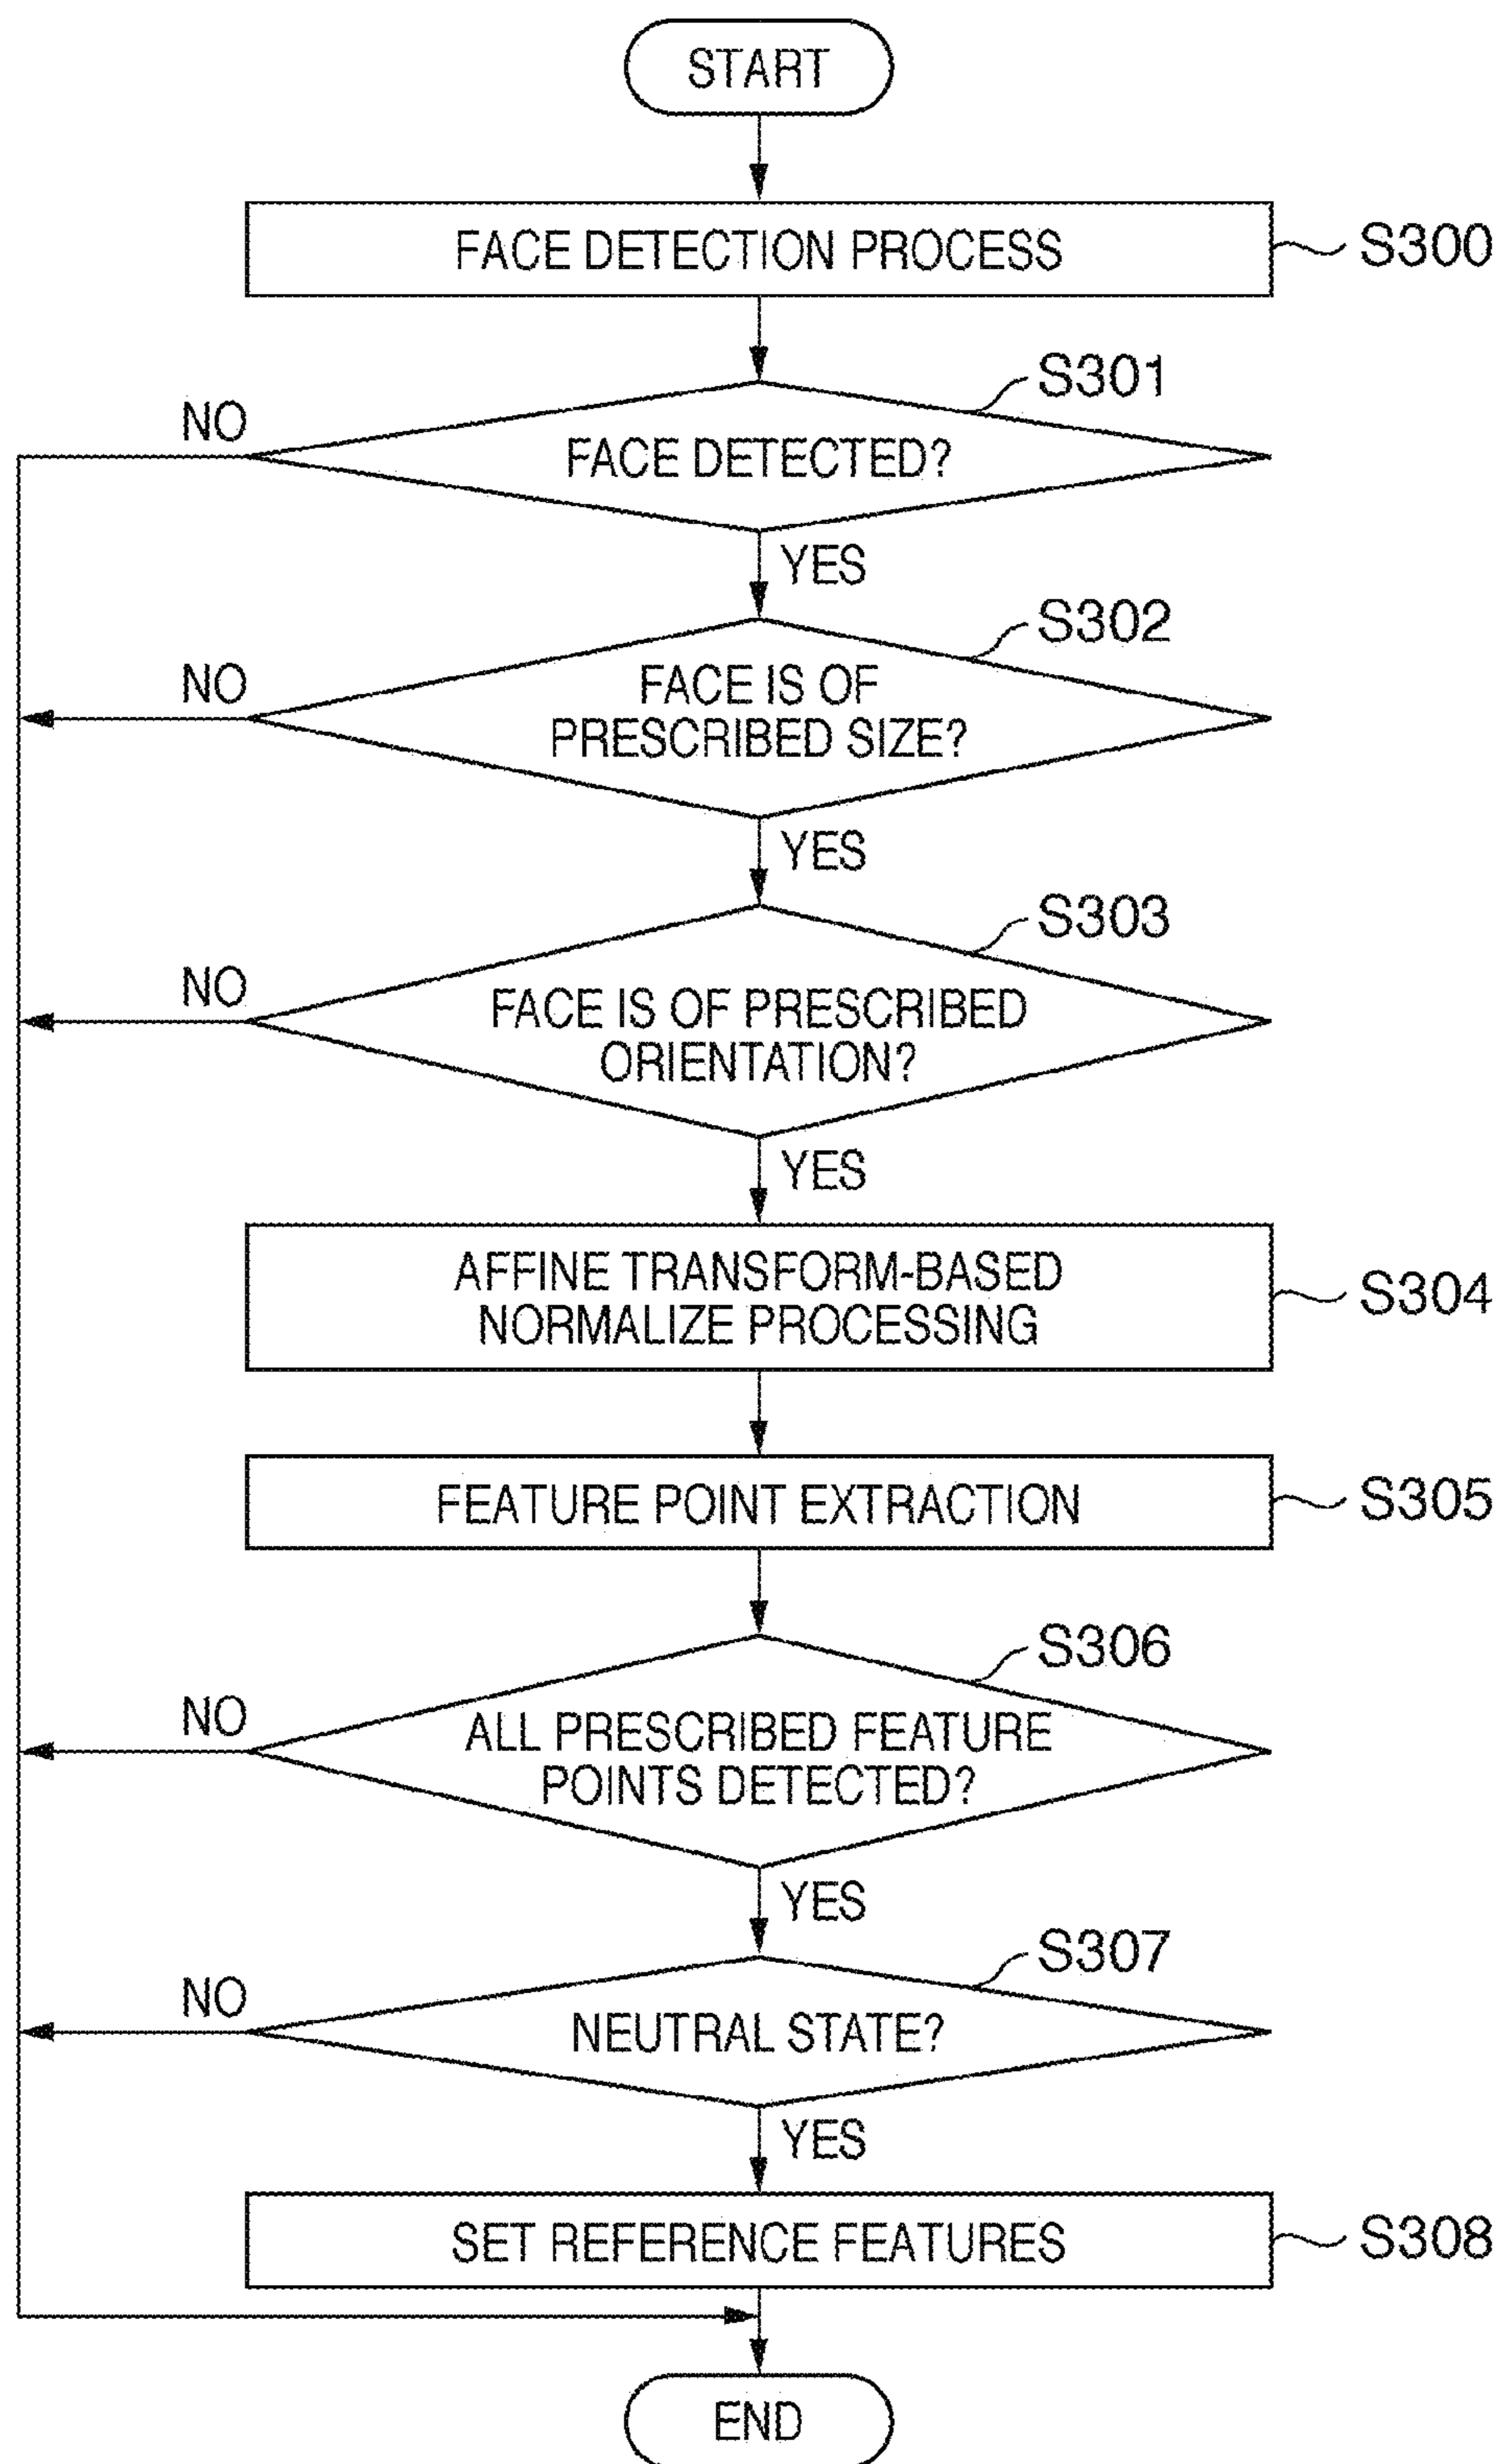 START
FACE DETECTION PROCESS
S300
S301
NO
FACE DETECTED?
YES
S302
NO
FACE IS OF
PRESCRIBED SIZE?
YES
S303
NO
FACE IS OF PRESCRIBED
ORIENTATION?
YES
AFFINE TRANSFORM-BASED
NORMALIZE PROCESSING
S304
FEATURE POINT EXTRACTION
S305
S306
NO
ALL PRESCRIBED FEATURE
POINTS DETECTED?
YES
S307
NO
NEUTRAL STATE?
YES
SET REFERENCE FEATURES
S308
END